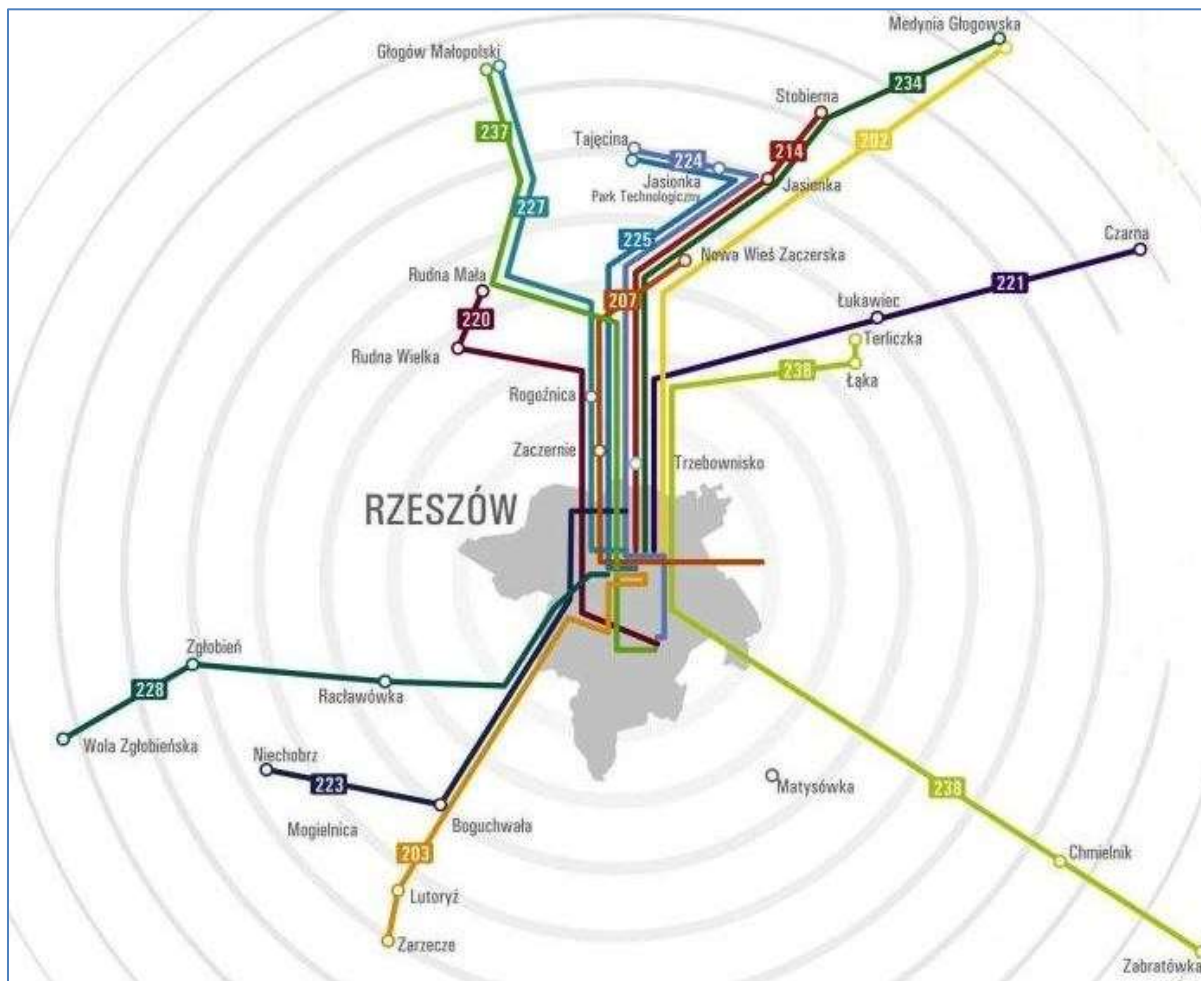 Medynia Głogowska
Głogów Małopolski
234
Stobierna
237
202
Tajęcina
214
224
Jasionka
Park Technologiczny
Jasionka
227
225
Czarna
Nowa Wieś Zaczerska
Rudna Mała
221
207
Łukawiec
220
Terliczka
Rudna Wielka
238
Łąka
Rogoźnica
Zaczernie
Trzebownisko
RZESZÓW
Zgłobień
228
Racławówka
Wola Zgłobieńska
Niechobrz
223
Matysówka
238
Mogielnica
Boguchwała
203
Chmielnik
Lutoryż
Zarzecze
Zabratówka